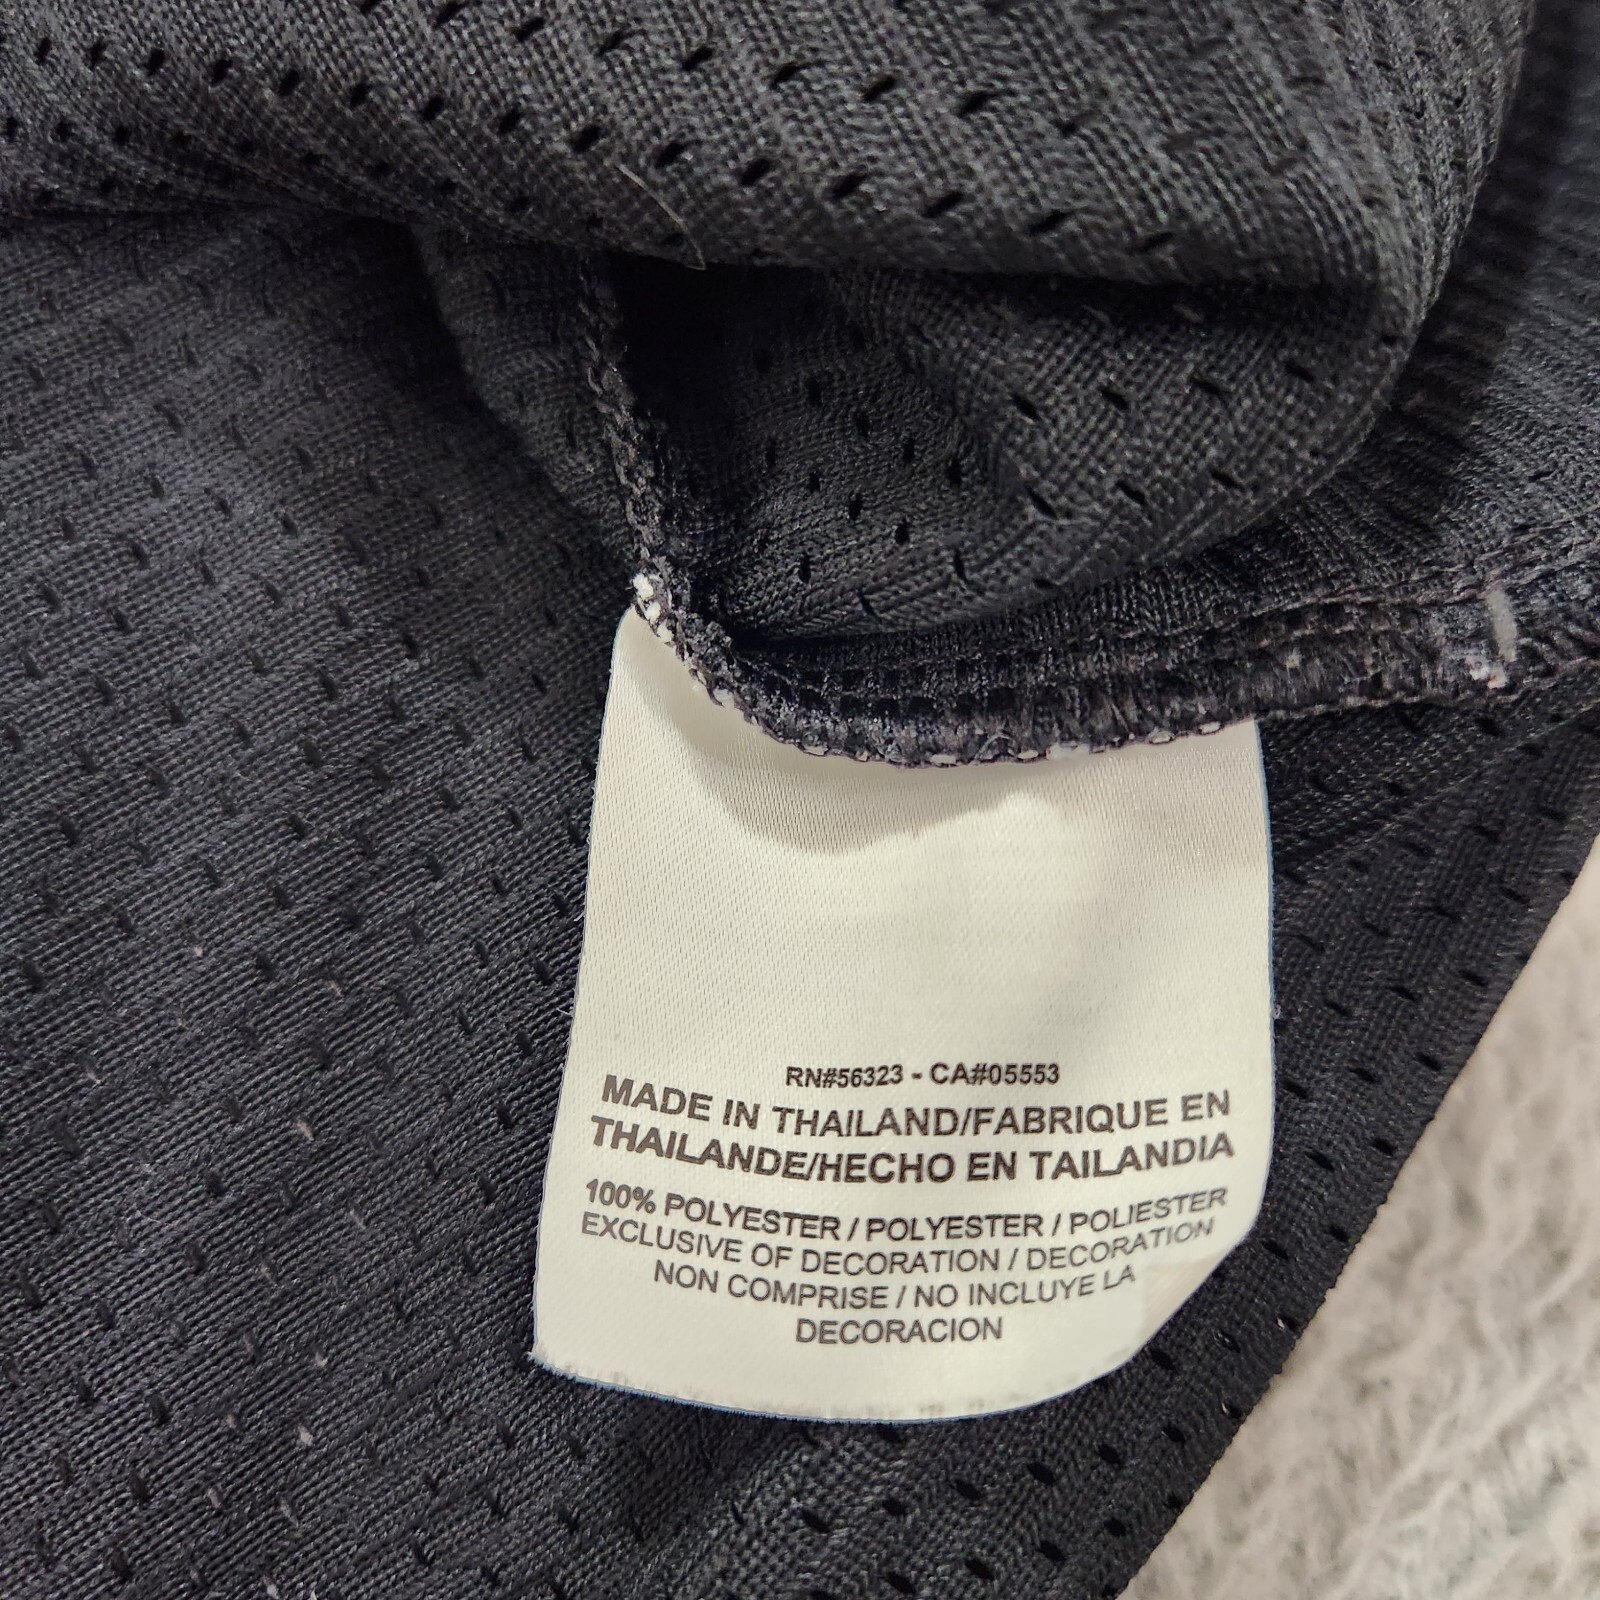 RN#56323 - CA#05553
MADE IN THAILAND/FABRIQUE EN
THAILANDE/HECHO EN TAILANDIA
100% POLYESTER / POLYESTER / POLIESTER
EXCLUSIVE OF DECORATION / DECORATION
NON COMPRISE / NO INCLUYE LA
DECORACION